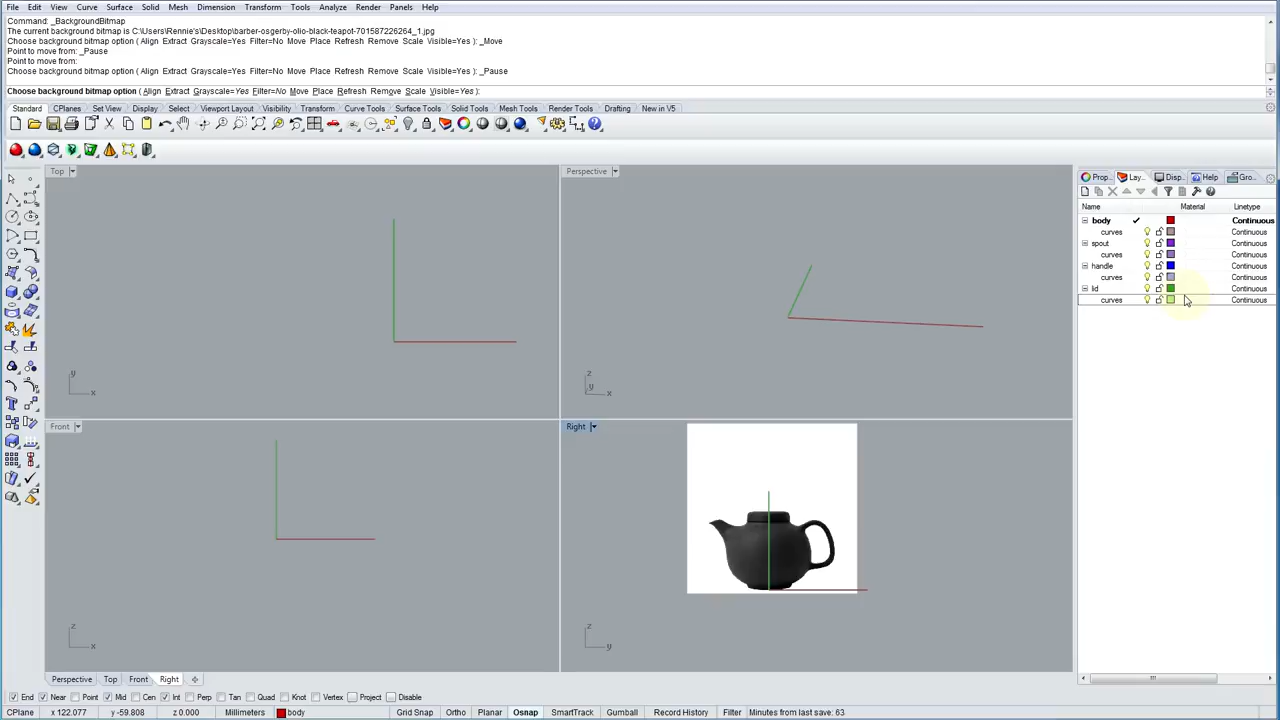 File Edit View Curve Surface Solid Mesh Dimension Transform Tools Analyze Render Panels Help
Command: _BackgroundBitmap
The current background bitmap is C:\Users\Rennie's\Desktop\barber-osgerby-olio-black-teapot-701587226264_1.jpg
Choose background bitmap option ( Align Extract Grayscale=Yes Filter=No Move Place Refresh Remove Scale Visible=Yes ): _Move
Point to move from: _Pause
Point to move from:
Choose background bitmap option ( Align Extract Grayscale=Yes Filter=No Move Place Refresh Remove Scale Visible=Yes ): _Pause
Choose background bitmap option ( Align Extract Grayscale=Yes Filter=No Move Place Refresh Remove Scale Visible=Yes ):
Standard CPlanes Set View Display Select Viewport Layout Visibility Transform Curve Tools Surface Tools Solid Tools Mesh Tools Render Tools Drafting New in V5
Top Perspective
Prop... Lay... Disp... Help Gro...
Name Material Linetype
body Continuous
curves Continuous
spout Continuous
curves Continuous
handle Continuous
curves Continuous
lid Continuous
curves Continuous
y x
z y x
Front Right
z x
z y
Perspective Top Front Right
End Near Point Mid Cen Int Perp Tan Quad Knot Vertex Project Disable
CPlane x 122.077 y -59.808 z 0.000 Millimeters body Grid Snap Ortho Planar Osnap SmartTrack Gumball Record History Filter Minutes from last save: 63